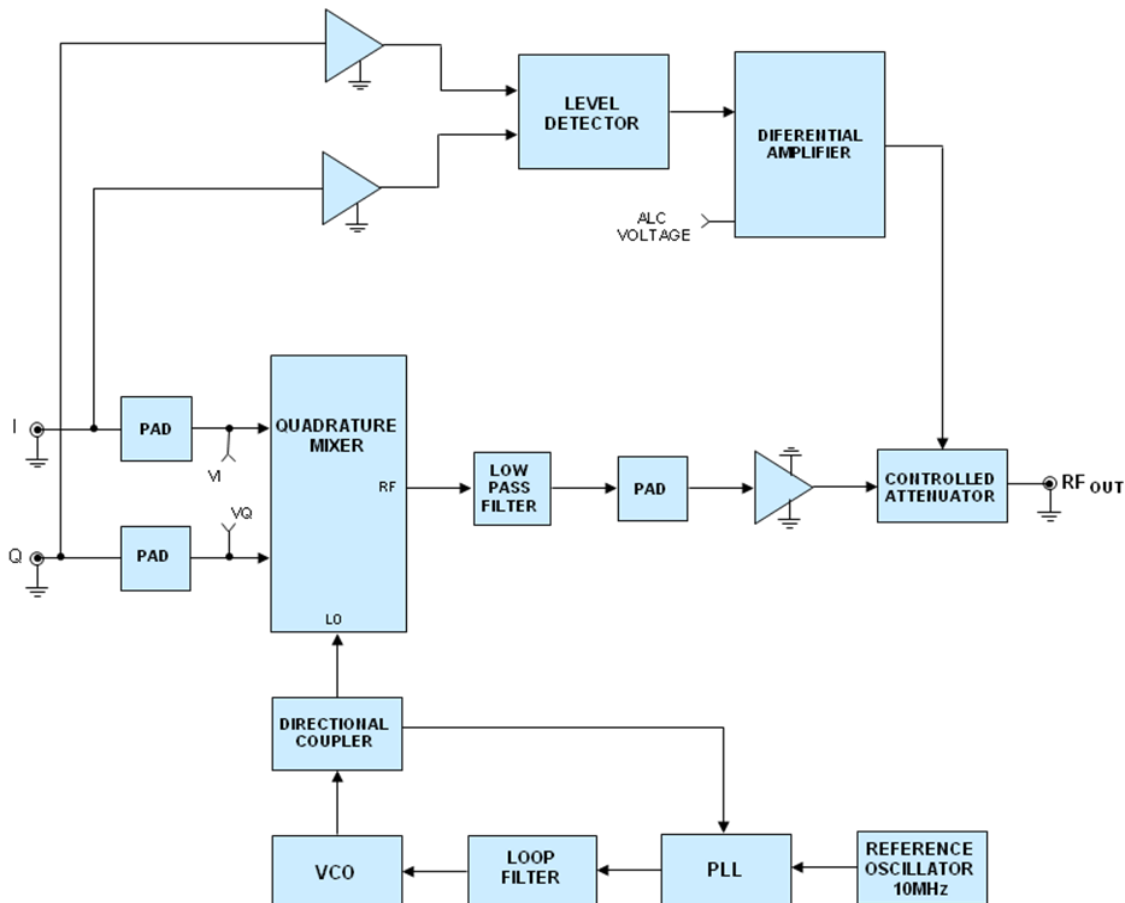 LEVEL
DETECTOR
DIFERENTIAL
AMPLIFIER
ALC
VOLTAGE
I
PAD
VI
QUADRATURE
MIXER
RF
LO
Q
PAD
VQ
LOW
PASS
FILTER
PAD
CONTROLLED
ATTENUATOR
RF OUT
DIRECTIONAL
COUPLER
VCO
LOOP
FILTER
PLL
REFERENCE
OSCILLATOR
10MHz